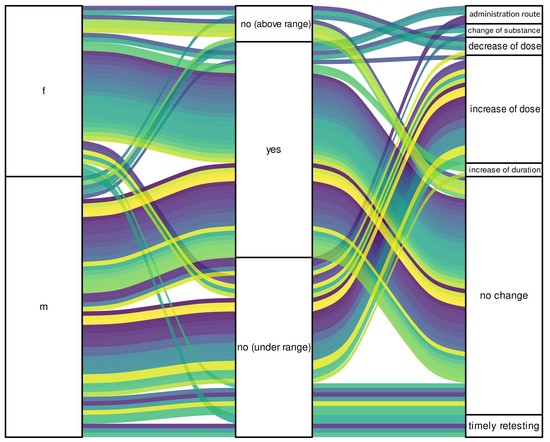 f
m
no (above range)
yes
no (under range)
administration route
change of substance
decrease of dose
increase of dose
increase of duration
no change
timely retesting